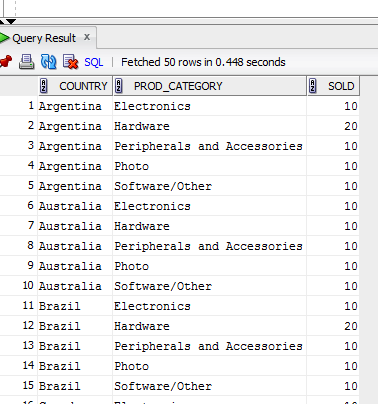 Query Result x
SQL | Fetched 50 rows in 0.448 seconds
COUNTRY PROD_CATEGORY SOLD
1 Argentina Electronics 10
2 Argentina Hardware 20
3 Argentina Peripherals and Accessories 10
4 Argentina Photo 10
5 Argentina Software/Other 10
6 Australia Electronics 10
7 Australia Hardware 10
8 Australia Peripherals and Accessories 10
9 Australia Photo 10
10 Australia Software/Other 10
11 Brazil Electronics 10
12 Brazil Hardware 20
13 Brazil Peripherals and Accessories 10
14 Brazil Photo 10
15 Brazil Software/Other 10